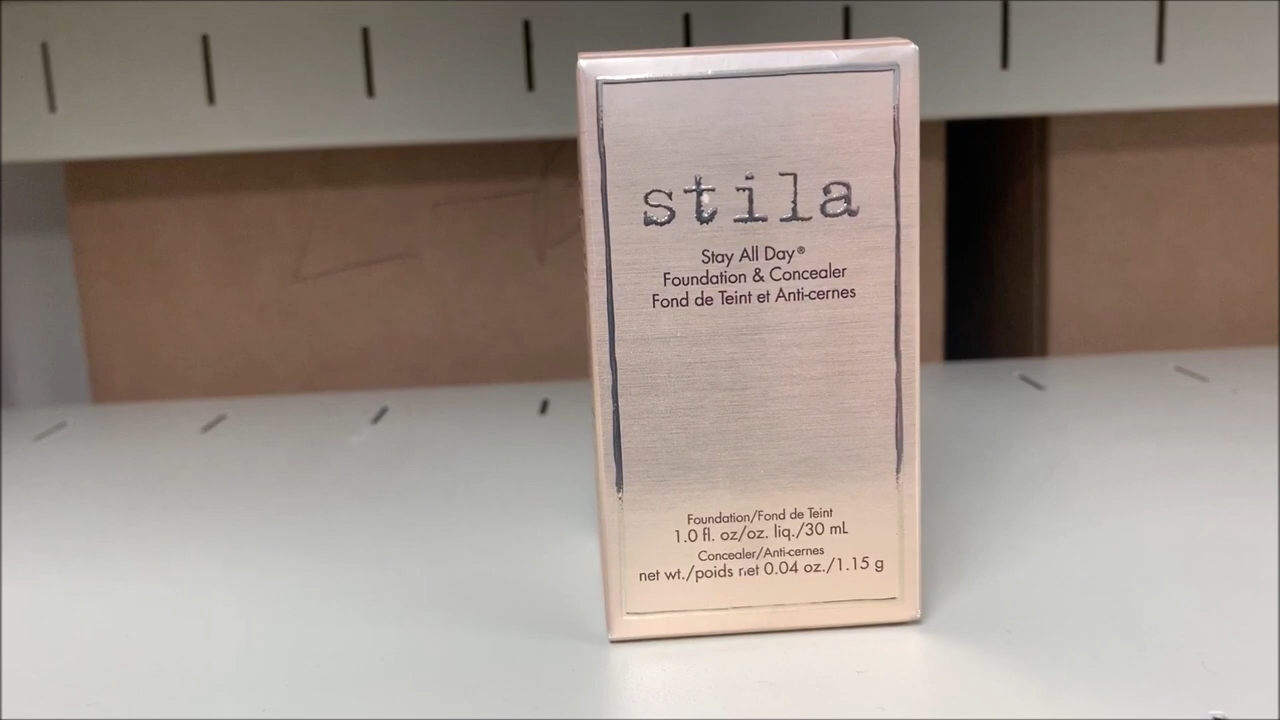 stila
Stay All Day®
Foundation & Concealer
Fond de Teint et Anti-cernes
Foundation/Fond de Teint
1.0 fl. oz/oz. liq./30 mL
Concealer/Anti-cernes
net wt./poids net 0.04 oz./1.15 g